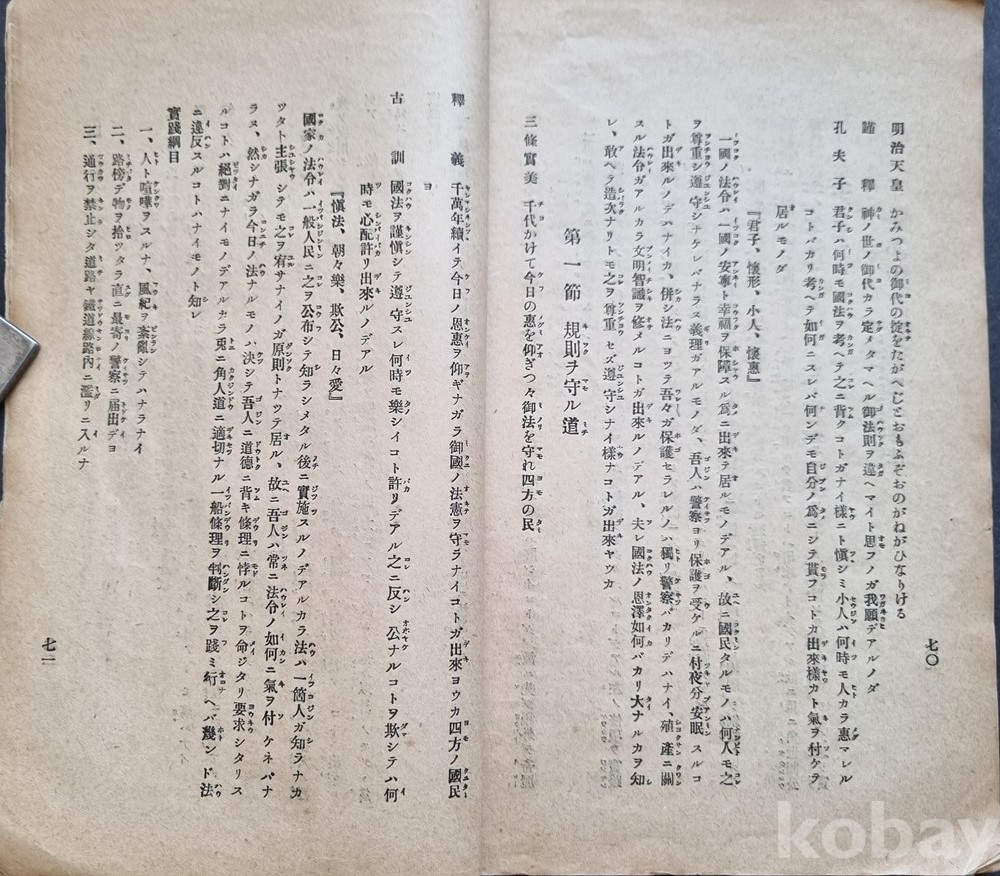 七〇
明治天皇 かみつよの御代の掟をたがへじとおもふぞおのがねがひなりける
謹釋 神ノ世ノ御代カラ定メタマヘル御法則ヲ違ヘマイト思フノガ我願デアルノダ
孔夫子 君子ハ何時モ國法ヲ考ヘテ之ニ背クコトガナイ樣ニト愼シミ小人ハ何時モ人カラ惠マレル
コトバカリ考ヘテ如何ニスレバ何ンデモ自分ノ爲ニシテ貰フコトカ出來樣カト氣ヲ付ケテ
居ルモノダ
『君子、懷形、小人、懷惠』
一國ノ法令ハ一國ノ安寧ト幸福ヲ保障スル爲ニ出來テ居ルモノデアル、故ニ國民タルモノハ何人モ之
ヲ尊重シ遵守シナケレバナラヌ義理ガアルモノダ、吾人ハ警察ヨリ保護ヲ受ケルニ付夜分安眠スルコ
トガ出來ルノデハナイカ、併シ法ニヨツテ吾々ガ保護セラレルノハ獨リ警察バカリデハナイ殖產ニ關
スル法令ガアルカラ文明智識ヲ修メルコトガ出來ルノデアル、夫レ國法ノ恩澤如何バカリ大ナルカヲ知
レ、敢ヘテ造次ナリトモ之ヲ尊重セズ遵守シナイ樣ナコトガ出來ヤウカ
第一節 規則ヲ守ル道
三條實美 千代かけて今日の惠を仰ぎつゝ御法を守れ四方の民
釋義 千萬年續イテ今日ノ恩惠ヲ仰ギナガラ御國ノ法憲ヲ守ラナイコトガ出來ヨウカ四方ノ國民
ヨ
古訓 國法ヲ謹愼シテ遵守スレ何時モ樂シイコト許リデアル之ニ反シ公ナルコトヲ欺シテハ何
時モ心配許リ出來ルノデアル
『愼法、朝々樂、欺公、日々憂』
國家ノ法令ハ一般人民ニ之ヲ公布シテ知ラシメタル後ニ實施スルノデアルカラ法ハ一箇人ガ知ラナカ
ツタト主張シテモ之ヲ宥サナイノガ原則トナツテ居ル、故ニ吾人ハ常ニ法令ノ如何ニ氣ヲ付ケネバナ
ラヌ、然シナガラ今日ノ法ナルモノハ決シテ吾人ニ道德ニ背キ條理ニ悖ルコトヲ命ジタリ要求シタリス
ルコトハ絕對ニナイモノデアルカラ兎ニ角人道ニ適切ナル一般條理ヲ判斷シ之ヲ踐ミ行ヘバ幾ンド法
ニ違反スルコトハナイモノト知レ
實踐綱目
一、人ト喧嘩ヲスルナ、風紀ヲ紊亂シテハナラナイ
二、路傍デ物ヲ拾ツタラ直ニ最寄ノ警察ニ届出デヨ
三、通行ヲ禁止シタ道路ヤ鐵道線路內ニ濫リニ入ルナ
七一
kobay